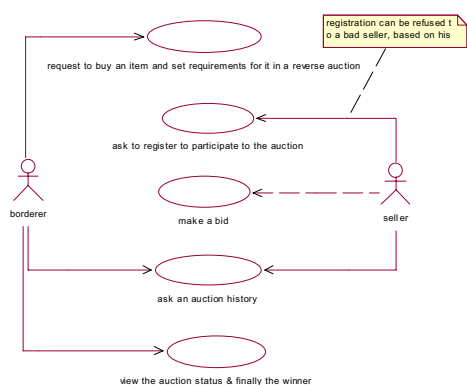 registration can be refused t
o a bad seller, based on his
request to buy an item and set requirements for it in a reverse auction
ask to register to participate to the auction
borderer
seller
make a bid
ask an auction history
view the auction status & finally the winner